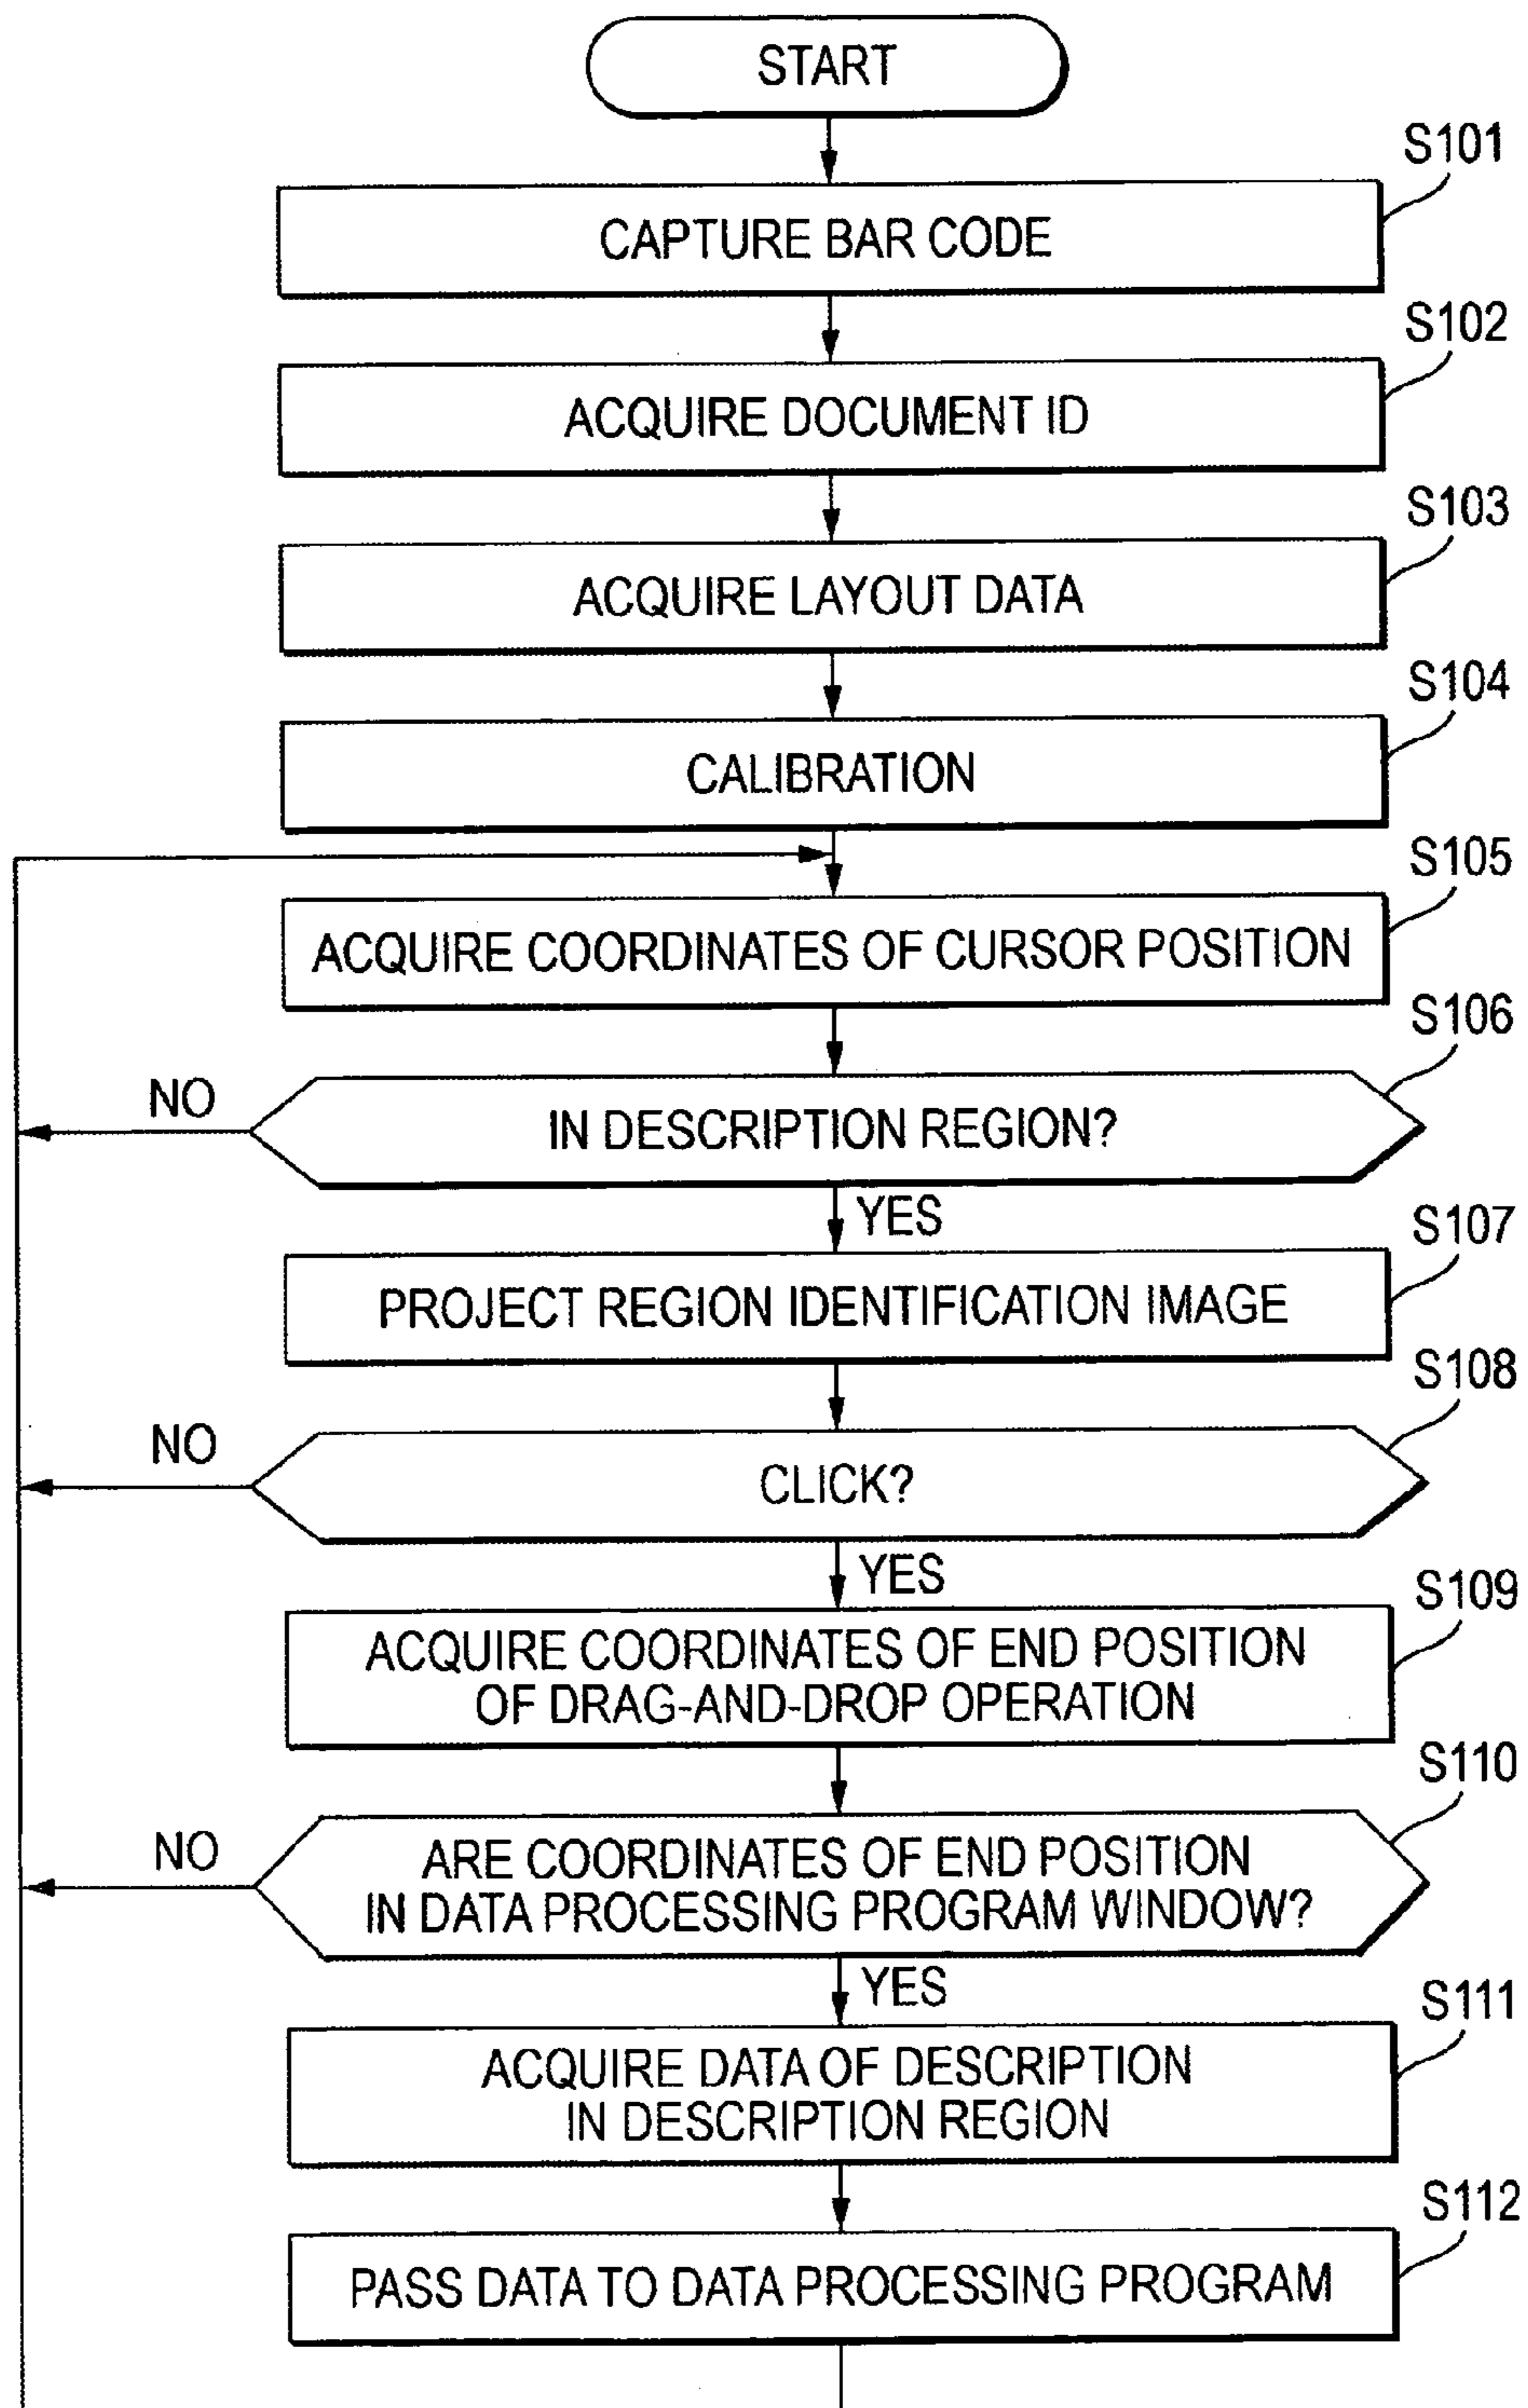 START
S101
CAPTURE BAR CODE
S102
ACQUIRE DOCUMENT ID
S103
ACQUIRE LAYOUT DATA
S104
CALIBRATION
S105
ACQUIRE COORDINATES OF CURSOR POSITION
S106
NO
IN DESCRIPTION REGION?
YES
S107
PROJECT REGION IDENTIFICATION IMAGE
S108
NO
CLICK?
YES
S109
ACQUIRE COORDINATES OF END POSITION
OF DRAG-AND-DROP OPERATION
S110
NO
ARE COORDINATES OF END POSITION
IN DATA PROCESSING PROGRAM WINDOW?
YES
S111
ACQUIRE DATA OF DESCRIPTION
IN DESCRIPTION REGION
S112
PASS DATA TO DATA PROCESSING PROGRAM